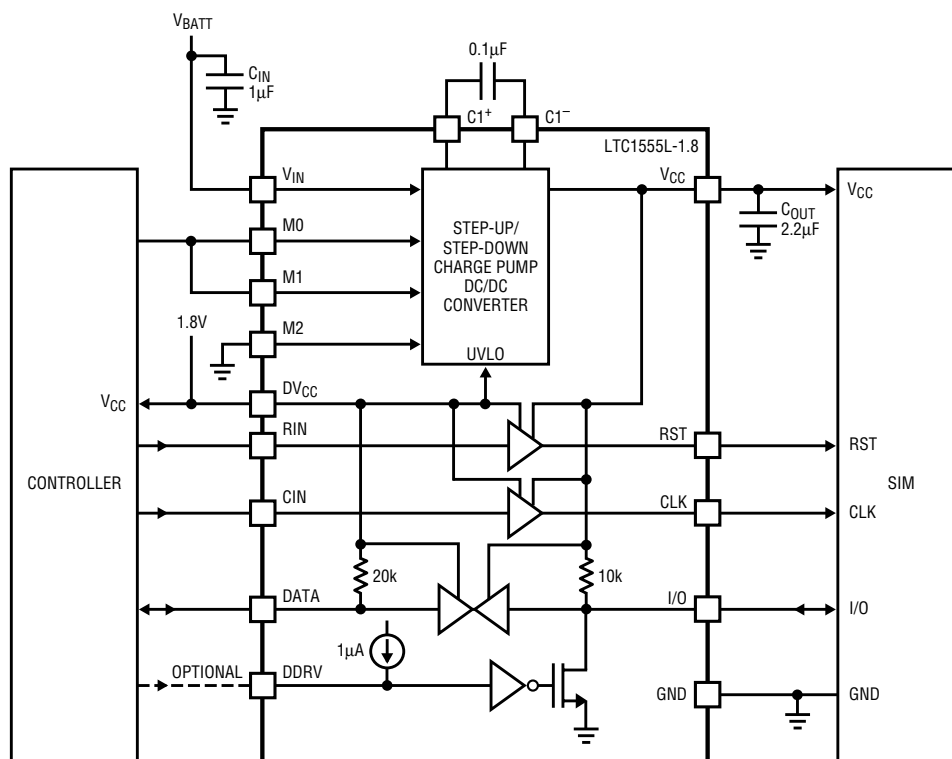 VBATT
CIN
1µF
0.1µF
C1+
C1–
LTC1555L-1.8
VIN
VCC
VCC
COUT
2.2µF
M0
STEP-UP/
STEP-DOWN
CHARGE PUMP
DC/DC
CONVERTER
M1
1.8V
M2
UVLO
VCC
DVCC
RIN
RST
RST
CONTROLLER
SIM
CIN
CLK
CLK
20k
10k
DATA
I/O
I/O
1µA
OPTIONAL
DDRV
GND
GND